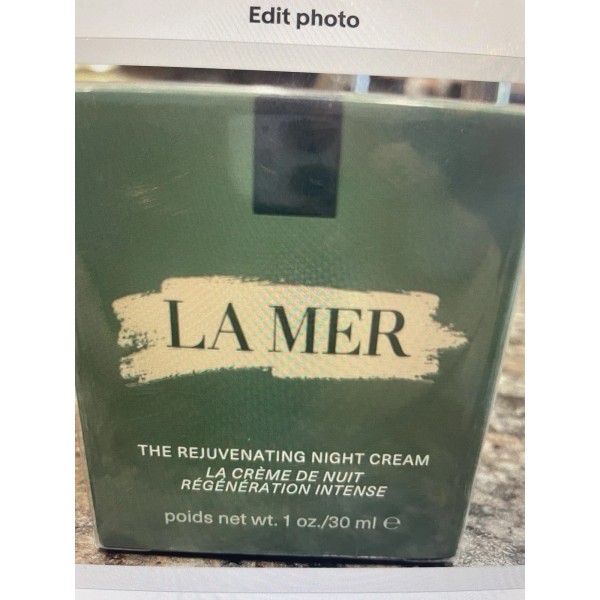 Edit photo
LA MER
THE REJUVENATING NIGHT CREAM
LA CRÈME DE NUIT
RÉGÉNÉRATION INTENSE
poids net wt. 1 oz./30 ml ℮